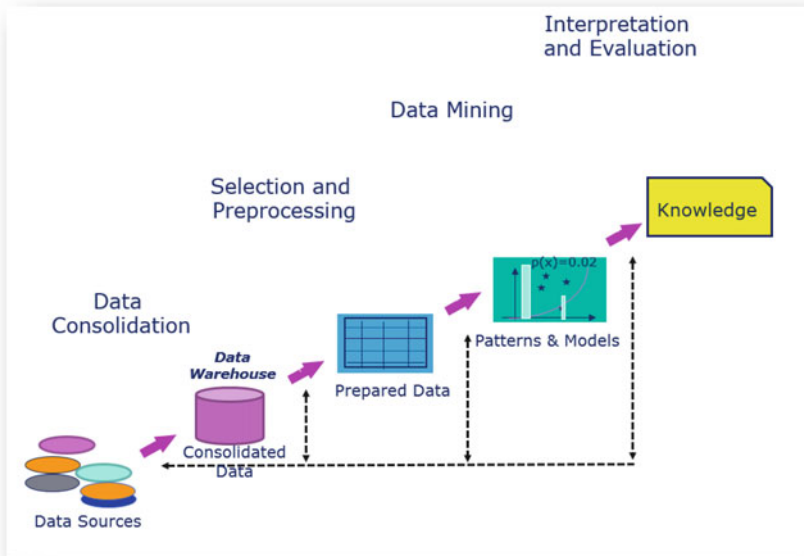 Interpretation
and Evaluation
Data Mining
Selection and
Preprocessing
Knowledge
p(x)=0.02
Data
Consolidation
Patterns & Models
Data
Warehouse
Prepared Data
Consolidated
Data
Data Sources